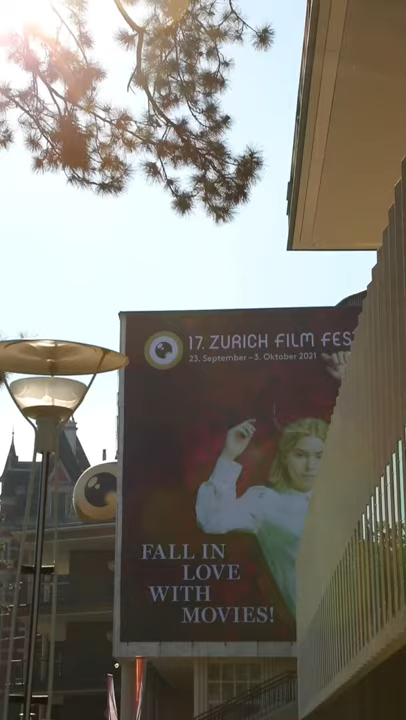 17. ZURICH FILM FES
23. September – 3. Oktober 2021
FALL IN
LOVE
WITH
MOVIES!